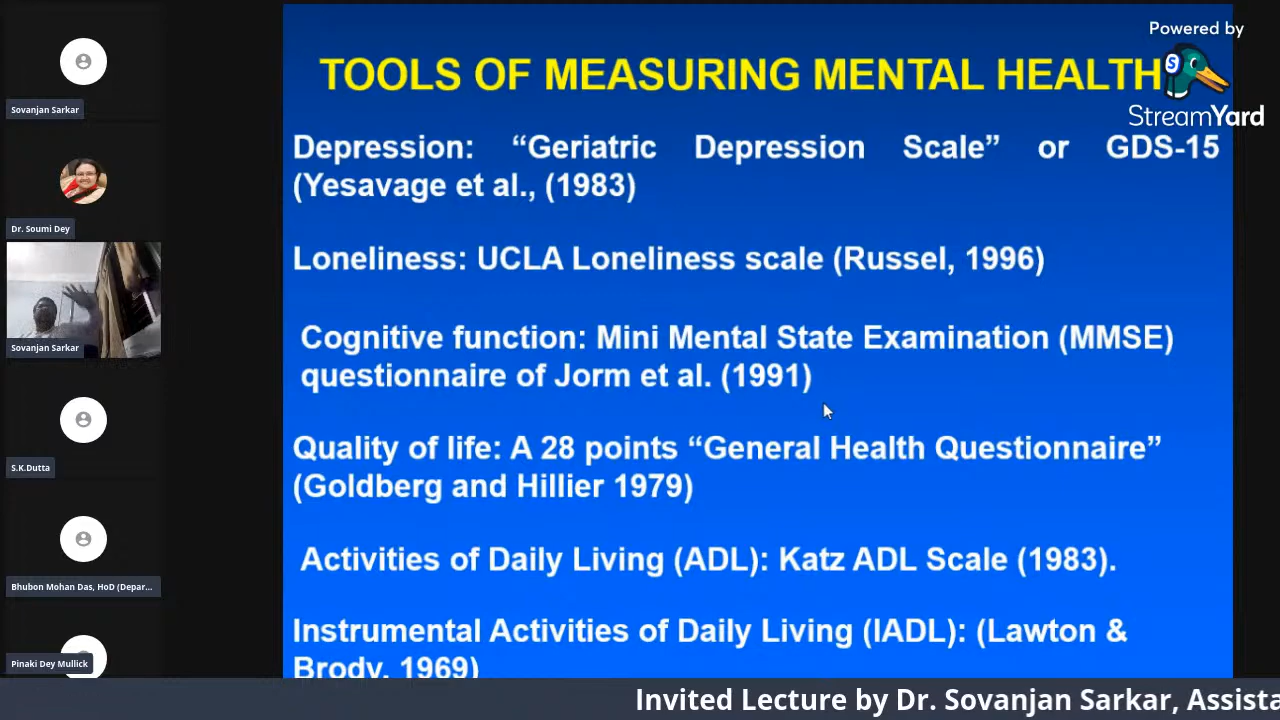 Powered by
StreamYard
TOOLS OF MEASURING MENTAL HEALTH
Depression: “Geriatric Depression Scale” or GDS-15
(Yesavage et al., (1983)
Loneliness: UCLA Loneliness scale (Russel, 1996)
Cognitive function: Mini Mental State Examination (MMSE)
questionnaire of Jorm et al. (1991)
Quality of life: A 28 points “General Health Questionnaire”
(Goldberg and Hillier 1979)
Activities of Daily Living (ADL): Katz ADL Scale (1983).
Instrumental Activities of Daily Living (IADL): (Lawton &
Brody, 1969)
Sovanjan Sarkar
Dr. Soumi Dey
Sovanjan Sarkar
S.K.Dutta
Bhubon Mohan Das, HoD (Depar...
Pinaki Dey Mullick
Invited Lecture by Dr. Sovanjan Sarkar, Assista